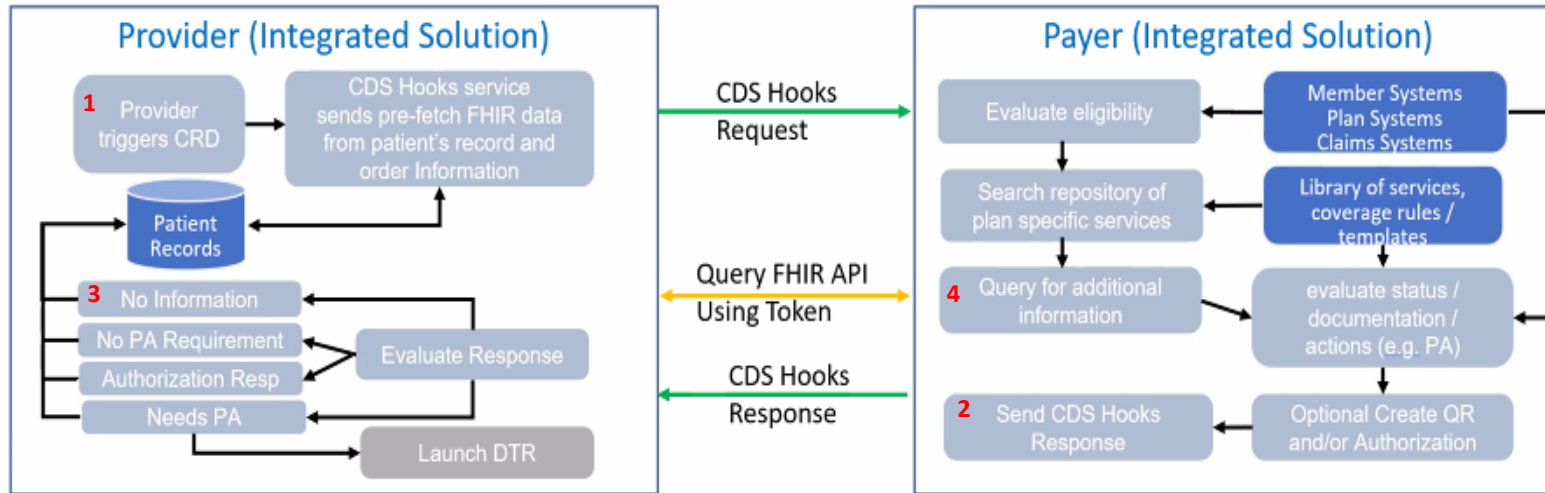 Provider (Integrated Solution)
1
Provider
triggers CRD
CDS Hooks service
sends pre-fetch FHIR data
from patient's record and
order Information
Patient
Records
3
No Information
No PA Requirement
Authorization Resp
Needs PA
Evaluate Response
Launch DTR
CDS Hooks
Request
Query FHIR API
Using Token
CDS Hooks
Response
Payer (Integrated Solution)
Evaluate eligibility
Member Systems
Plan Systems
Claims Systems
Search repository of
plan specific services
Library of services,
coverage rules /
templates
4
Query for additional
information
evaluate status /
documentation /
actions (e.g. PA)
2
Send CDS Hooks
Response
Optional Create QR
and/or Authorization